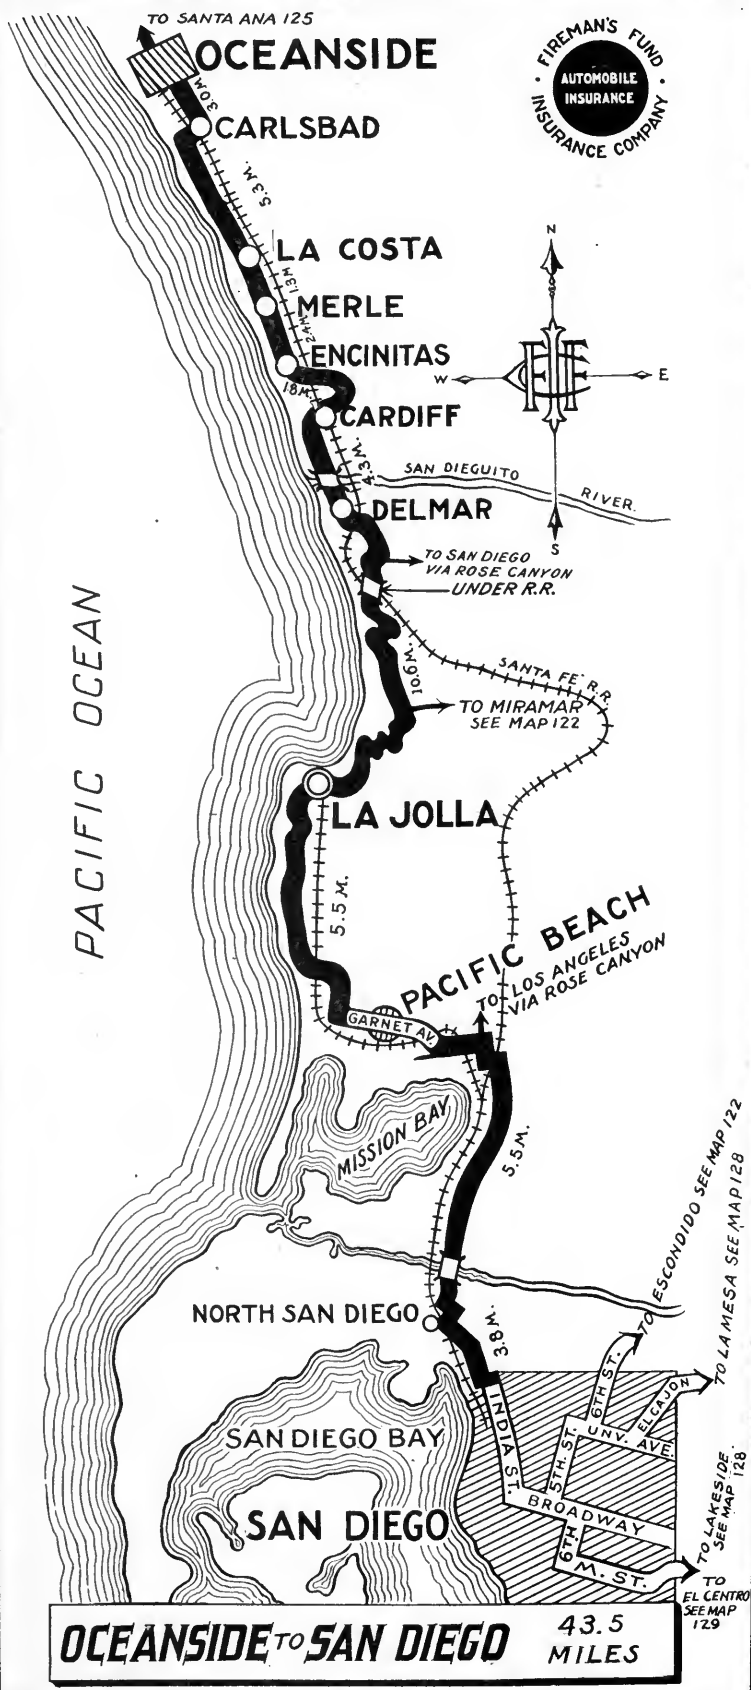 TO SANTA ANA 125
OCEANSIDE
FIREMAN'S FUND
INSURANCE COMPANY
AUTOMOBILE
INSURANCE
3.0 M.
CARLSBAD
5.3 M.
LA COSTA
1.3 M
MERLE
2.4 M.
ENCINITAS
1.8 M
CARDIFF
4.3 M.
N
W
E
S
SAN DIEGUITO
RIVER.
DELMAR
TO SAN DIEGO
VIA ROSE CANYON
UNDER R.R.
10.6 M.
SANTA FE R.R.
TO MIRAMAR
SEE MAP 122
PACIFIC OCEAN
LA JOLLA
5.5 M.
PACIFIC BEACH
TO LOS ANGELES
VIA ROSE CANYON
GARNET AV.
MISSION BAY
5.5 M.
TO ESCONDIDO SEE MAP 122
TO LA MESA SEE MAP 128
NORTH SAN DIEGO
3.8 M.
INDIA ST.
6TH ST.
EL CAJON
UNV. AVE.
5TH. ST.
BROADWAY
6TH
M. ST.
SAN DIEGO BAY
SAN DIEGO
TO LAKESIDE
SEE MAP 128
TO
EL CENTRO
SEE MAP
129
OCEANSIDE TO SAN DIEGO
43.5
MILES